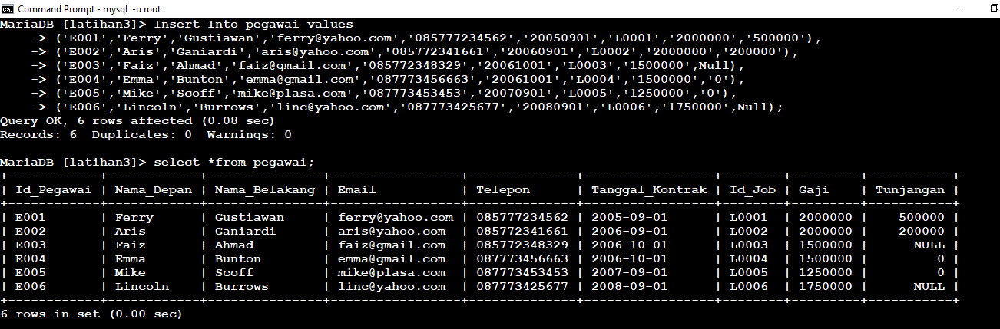 Command Prompt - mysql -u root
MariaDB [latihan3]> Insert Into pegawai values
    -> ('E001','Ferry','Gustiawan','ferry@yahoo.com','085777234562','20050901','L0001','2000000','500000'),
    -> ('E002','Aris','Ganiardi','aris@yahoo.com','085772341661','20060901','L0002','2000000','200000'),
    -> ('E003','Faiz','Ahmad','faiz@gmail.com','085772348329','20061001','L0003','1500000',Null),
    -> ('E004','Emma','Bunton','emma@gmail.com','087773456663','20061001','L0004','1500000','0'),
    -> ('E005','Mike','Scoff','mike@plasa.com','087773453453','20070901','L0005','1250000','0'),
    -> ('E006','Lincoln','Burrows','linc@yahoo.com','087773425677','20080901','L0006','1750000',Null);
Query OK, 6 rows affected (0.08 sec)
Records: 6  Duplicates: 0  Warnings: 0
MariaDB [latihan3]> select *from pegawai;
+------------+------------+---------------+-----------------+--------------+-----------------+--------+---------+-----------+
| Id_Pegawai | Nama_Depan | Nama_Belakang | Email           | Telepon      | Tanggal_Kontrak | Id_Job | Gaji    | Tunjangan |
+------------+------------+---------------+-----------------+--------------+-----------------+--------+---------+-----------+
| E001       | Ferry      | Gustiawan     | ferry@yahoo.com | 085777234562 | 2005-09-01      | L0001  | 2000000 |    500000 |
| E002       | Aris       | Ganiardi      | aris@yahoo.com  | 085772341661 | 2006-09-01      | L0002  | 2000000 |    200000 |
| E003       | Faiz       | Ahmad         | faiz@gmail.com  | 085772348329 | 2006-10-01      | L0003  | 1500000 |      NULL |
| E004       | Emma       | Bunton        | emma@gmail.com  | 087773456663 | 2006-10-01      | L0004  | 1500000 |         0 |
| E005       | Mike       | Scoff         | mike@plasa.com  | 087773453453 | 2007-09-01      | L0005  | 1250000 |         0 |
| E006       | Lincoln    | Burrows       | linc@yahoo.com  | 087773425677 | 2008-09-01      | L0006  | 1750000 |      NULL |
+------------+------------+---------------+-----------------+--------------+-----------------+--------+---------+-----------+
6 rows in set (0.00 sec)